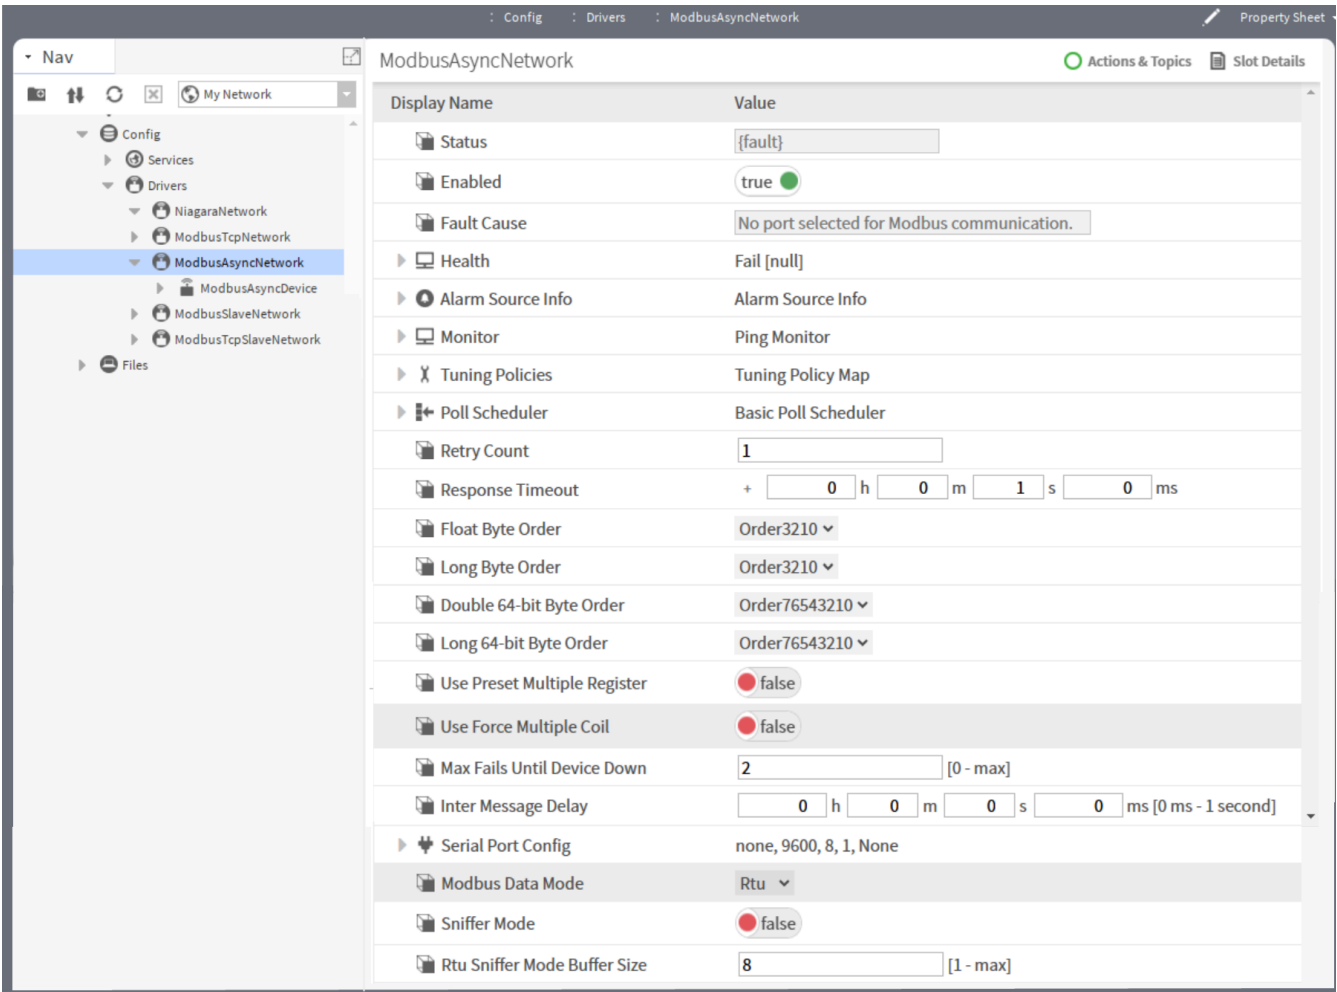 : Config : Drivers : ModbusAsyncNetwork Property Sheet
Nav
My Network
Config
Services
Drivers
NiagaraNetwork
ModbusTcpNetwork
ModbusAsyncNetwork
ModbusAsyncDevice
ModbusSlaveNetwork
ModbusTcpSlaveNetwork
Files
ModbusAsyncNetwork Actions & Topics Slot Details
Display Name Value
Status {fault}
Enabled true
Fault Cause No port selected for Modbus communication.
Health Fail [null]
Alarm Source Info Alarm Source Info
Monitor Ping Monitor
Tuning Policies Tuning Policy Map
Poll Scheduler Basic Poll Scheduler
Retry Count 1
Response Timeout + 0 h 0 m 1 s 0 ms
Float Byte Order Order3210
Long Byte Order Order3210
Double 64-bit Byte Order Order76543210
Long 64-bit Byte Order Order76543210
Use Preset Multiple Register false
Use Force Multiple Coil false
Max Fails Until Device Down 2 [0 - max]
Inter Message Delay 0 h 0 m 0 s 0 ms [0 ms - 1 second]
Serial Port Config none, 9600, 8, 1, None
Modbus Data Mode Rtu
Sniffer Mode false
Rtu Sniffer Mode Buffer Size 8 [1 - max]